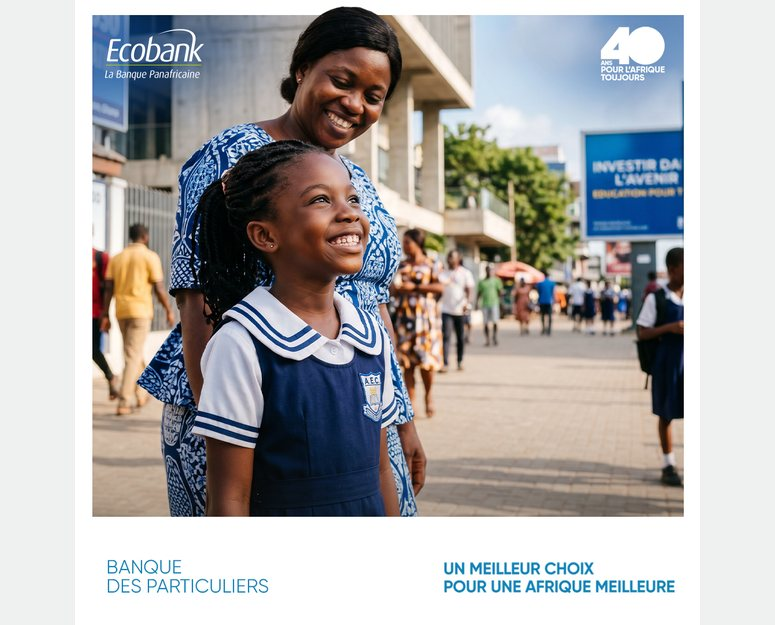 Ecobank
La Banque Panafricaine
40
ANS
POUR L'AFRIQUE
TOUJOURS
INVESTIR DA
L'AVENIR
EDUCATION POUR T
A.E.C
BANQUE
DES PARTICULIERS
UN MEILLEUR CHOIX
POUR UNE AFRIQUE MEILLEURE